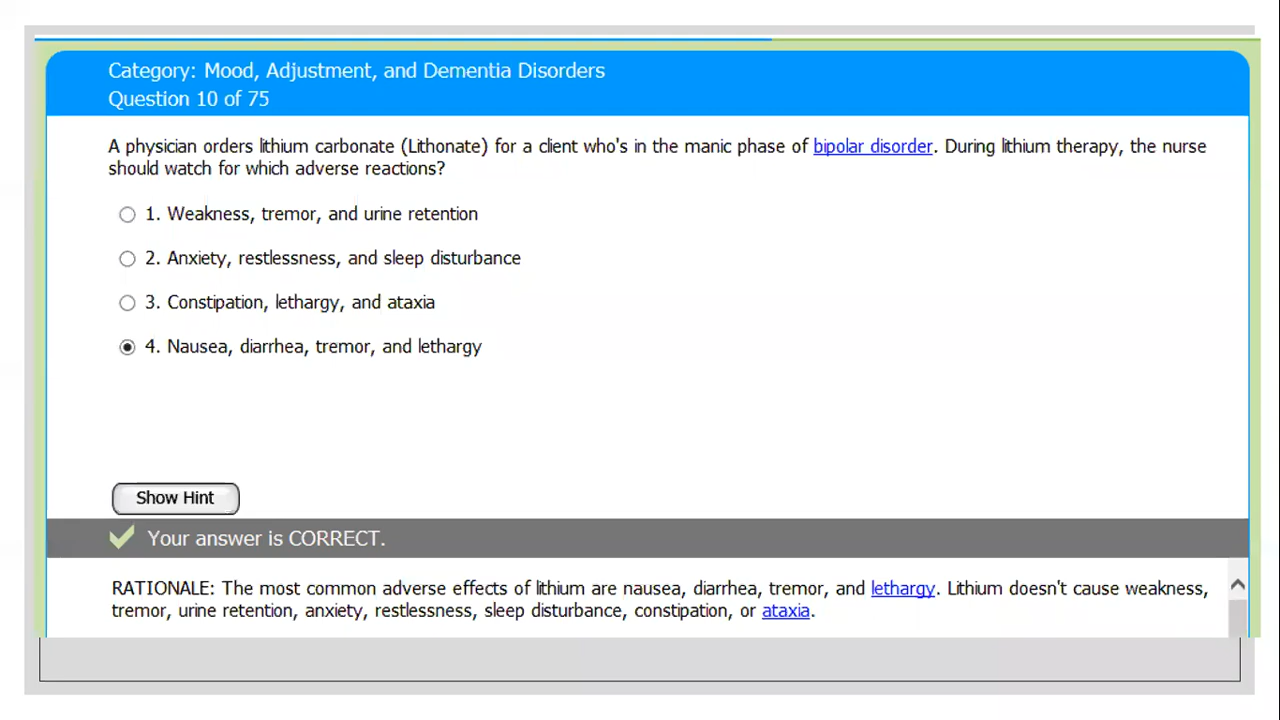 Category: Mood, Adjustment, and Dementia Disorders
Question 10 of 75
A physician orders lithium carbonate (Lithonate) for a client who's in the manic phase of bipolar disorder. During lithium therapy, the nurse
should watch for which adverse reactions?
1. Weakness, tremor, and urine retention
2. Anxiety, restlessness, and sleep disturbance
3. Constipation, lethargy, and ataxia
4. Nausea, diarrhea, tremor, and lethargy
Show Hint
Your answer is CORRECT.
RATIONALE: The most common adverse effects of lithium are nausea, diarrhea, tremor, and lethargy. Lithium doesn't cause weakness,
tremor, urine retention, anxiety, restlessness, sleep disturbance, constipation, or ataxia.